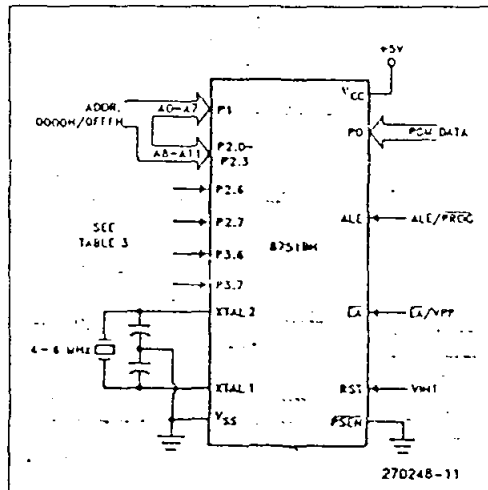 +5V
VCC
ADDR.
0000H/0FFFH
A0-A7
P1
P0
PGM DATA
A8-A11
P2.0-
P2.3
P2.6
P2.7
P3.6
P3.7
SEE
TABLE 3
8751BH
ALE
ALE/PROG
XTAL 2
EA
EA/VPP
4-6 MHz
XTAL 1
RST
VIH1
VSS
PSEN
270248-11